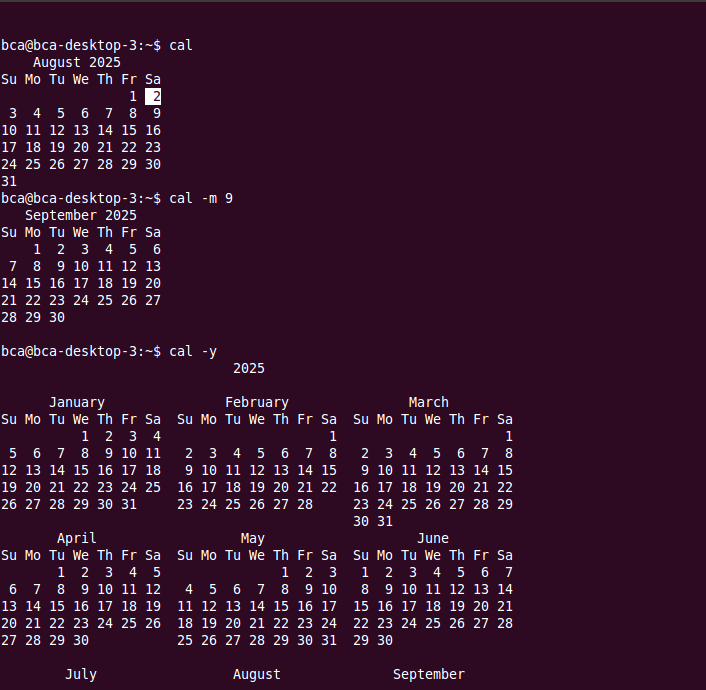 bca@bca-desktop-3:~$ cal
    August 2025
Su Mo Tu We Th Fr Sa
                1  2
 3  4  5  6  7  8  9
10 11 12 13 14 15 16
17 18 19 20 21 22 23
24 25 26 27 28 29 30
31
bca@bca-desktop-3:~$ cal -m 9
   September 2025
Su Mo Tu We Th Fr Sa
    1  2  3  4  5  6
 7  8  9 10 11 12 13
14 15 16 17 18 19 20
21 22 23 24 25 26 27
28 29 30
bca@bca-desktop-3:~$ cal -y
                             2025
      January               February               March
Su Mo Tu We Th Fr Sa  Su Mo Tu We Th Fr Sa  Su Mo Tu We Th Fr Sa
          1  2  3  4                     1                     1
 5  6  7  8  9 10 11   2  3  4  5  6  7  8   2  3  4  5  6  7  8
12 13 14 15 16 17 18   9 10 11 12 13 14 15   9 10 11 12 13 14 15
19 20 21 22 23 24 25  16 17 18 19 20 21 22  16 17 18 19 20 21 22
26 27 28 29 30 31     23 24 25 26 27 28     23 24 25 26 27 28 29
                                            30 31
       April                  May                   June
Su Mo Tu We Th Fr Sa  Su Mo Tu We Th Fr Sa  Su Mo Tu We Th Fr Sa
       1  2  3  4  5               1  2  3   1  2  3  4  5  6  7
 6  7  8  9 10 11 12   4  5  6  7  8  9 10   8  9 10 11 12 13 14
13 14 15 16 17 18 19  11 12 13 14 15 16 17  15 16 17 18 19 20 21
20 21 22 23 24 25 26  18 19 20 21 22 23 24  22 23 24 25 26 27 28
27 28 29 30           25 26 27 28 29 30 31  29 30
        July                 August              September